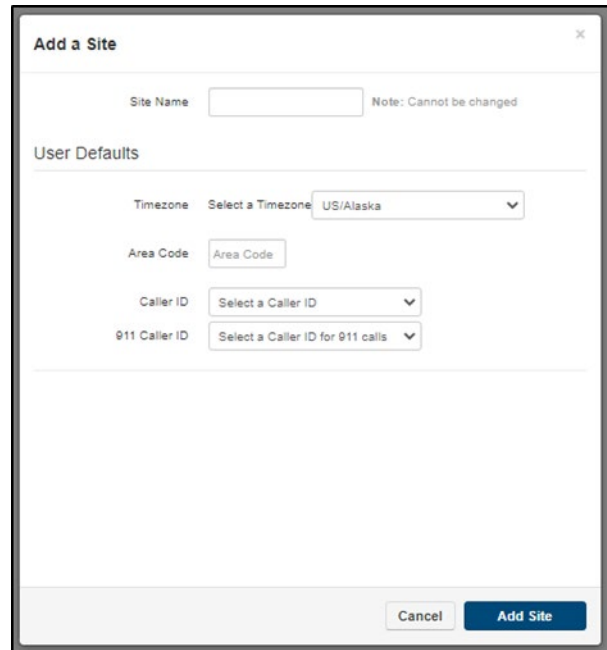 Add a Site
×
Site Name Note: Cannot be changed
User Defaults
Timezone Select a Timezone US/Alaska
Area Code Area Code
Caller ID Select a Caller ID
911 Caller ID Select a Caller ID for 911 calls
Cancel Add Site